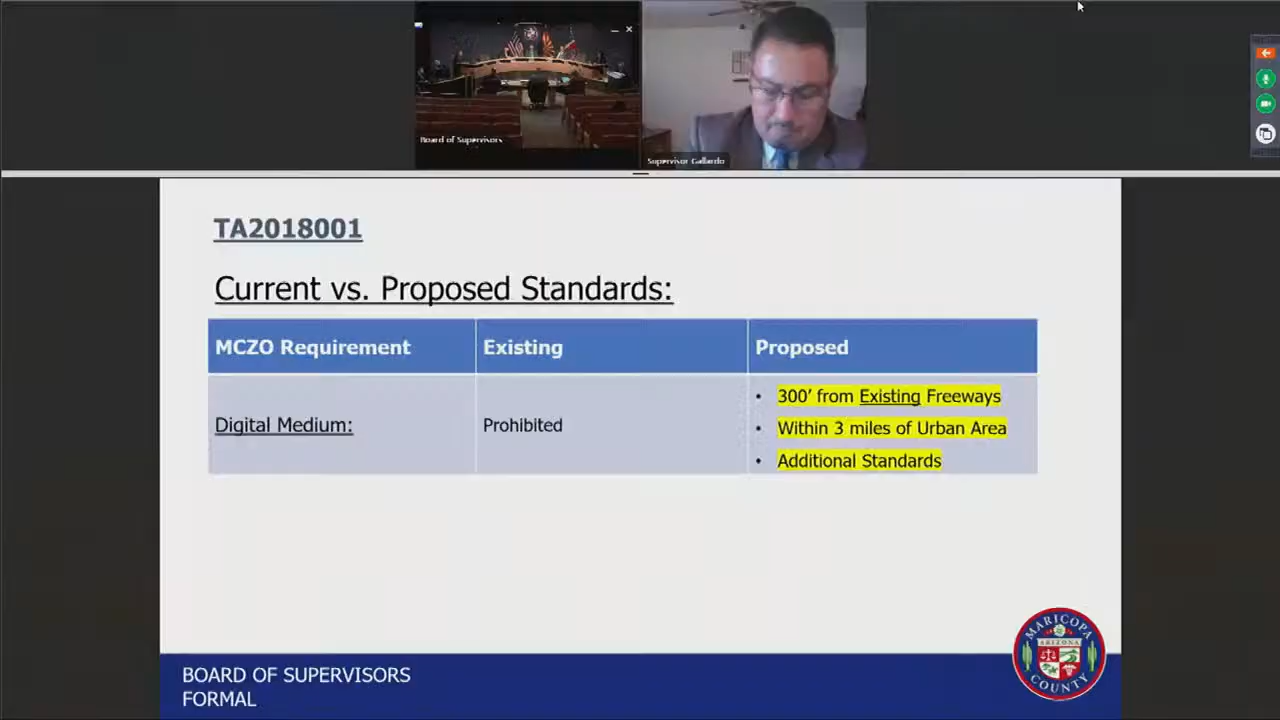 Board of Supervisors
Supervisor Gallardo
TA2018001
Current vs. Proposed Standards:
MCZO Requirement
Existing
Proposed
Digital Medium:
Prohibited
• 300’ from Existing Freeways
• Within 3 miles of Urban Area
• Additional Standards
BOARD OF SUPERVISORS
FORMAL
MARICOPA
ARIZONA
COUNTY